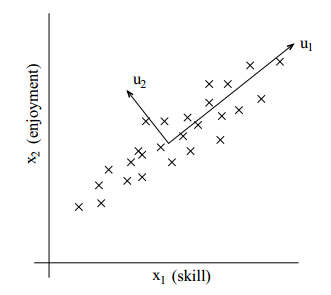 u₁
u₂
x₂ (enjoyment)
x₁ (skill)